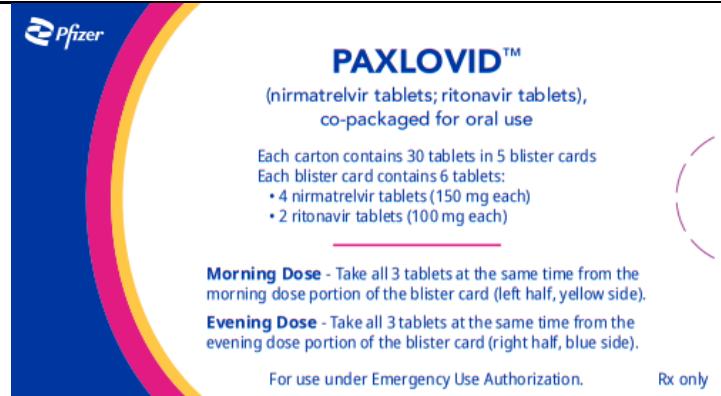 Pfizer
PAXLOVID™
(nirmatrelvir tablets; ritonavir tablets),
co-packaged for oral use
Each carton contains 30 tablets in 5 blister cards
Each blister card contains 6 tablets:
• 4 nirmatrelvir tablets (150 mg each)
• 2 ritonavir tablets (100 mg each)
Morning Dose - Take all 3 tablets at the same time from the
morning dose portion of the blister card (left half, yellow side).
Evening Dose - Take all 3 tablets at the same time from the
evening dose portion of the blister card (right half, blue side).
For use under Emergency Use Authorization. Rx only